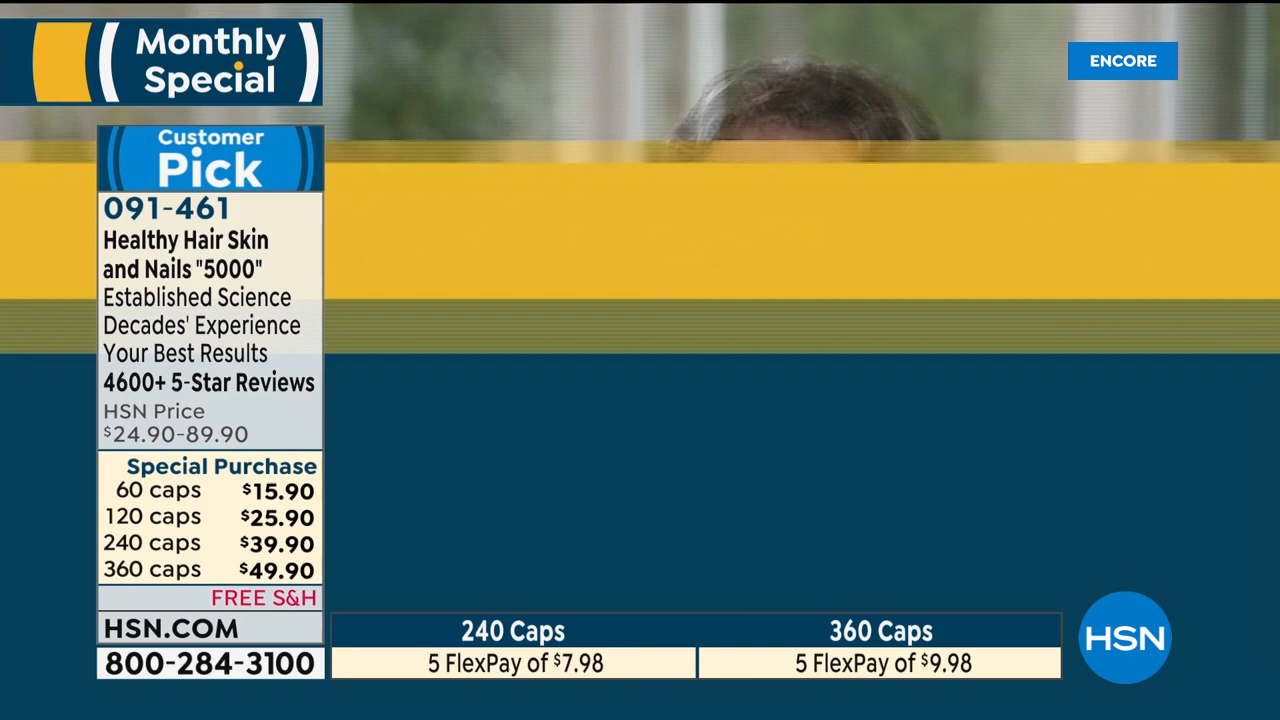 Monthly
Special
ENCORE
Customer
Pick
091-461
Healthy Hair Skin
and Nails "5000"
Established Science
Decades' Experience
Your Best Results
4600+ 5-Star Reviews
HSN Price
$24.90-89.90
Special Purchase
60 caps $15.90
120 caps $25.90
240 caps $39.90
360 caps $49.90
FREE S&H
HSN.COM
800-284-3100
240 Caps 360 Caps
5 FlexPay of $7.98 5 FlexPay of $9.98
HSN